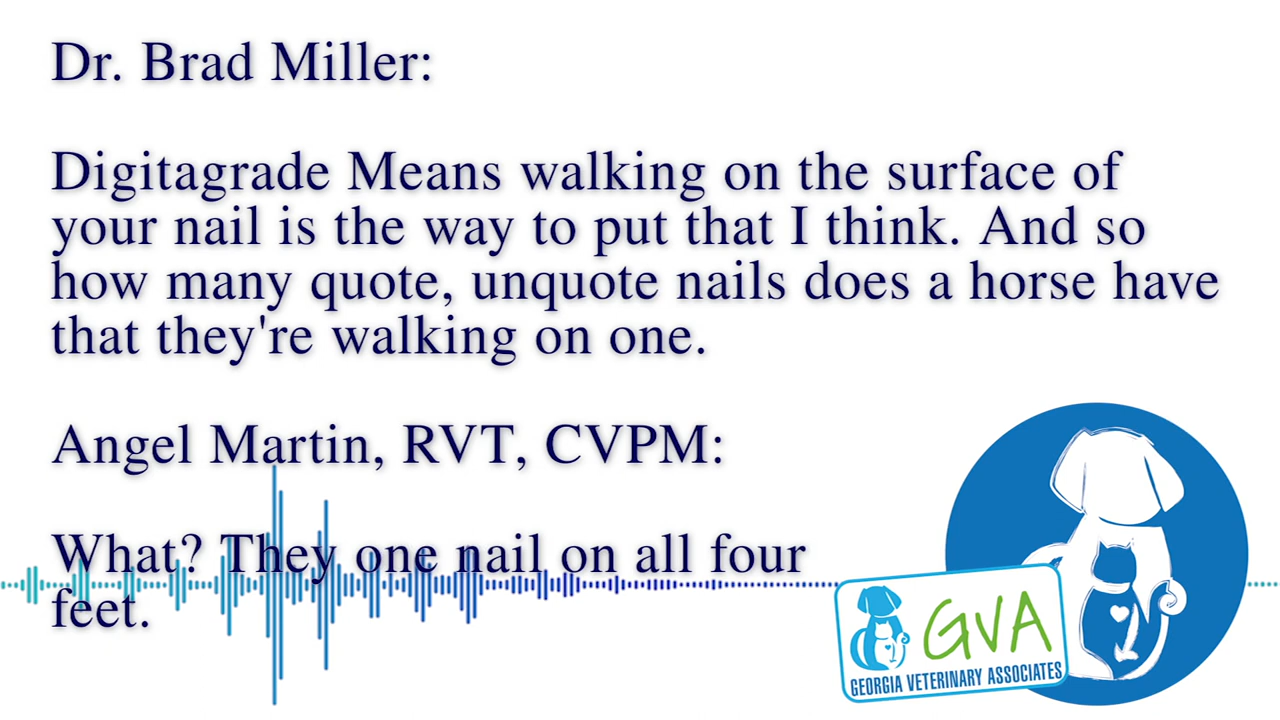 Dr. Brad Miller:
Digitagrade Means walking on the surface of
your nail is the way to put that I think. And so
how many quote, unquote nails does a horse have
that they're walking on one.
Angel Martin, RVT, CVPM:
What? They one nail on all four
feet.
GVA
GEORGIA VETERINARY ASSOCIATES